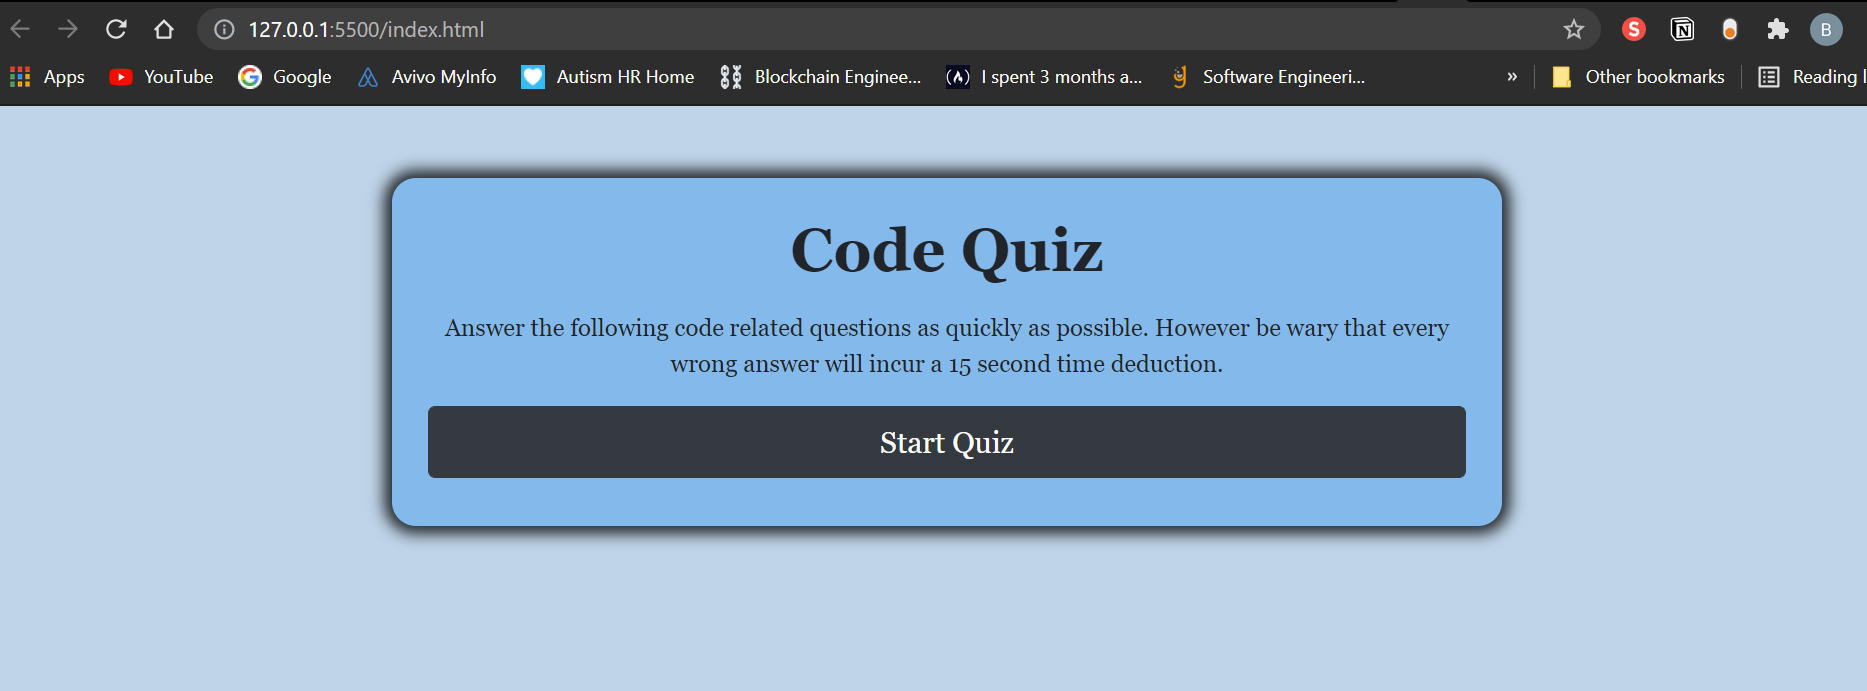 127.0.0.1:5500/index.html
S N B
Apps YouTube Google Avivo MyInfo Autism HR Home Blockchain Enginee... I spent 3 months a... Software Engineeri... » Other bookmarks Reading l
Code Quiz
Answer the following code related questions as quickly as possible. However be wary that every
wrong answer will incur a 15 second time deduction.
Start Quiz